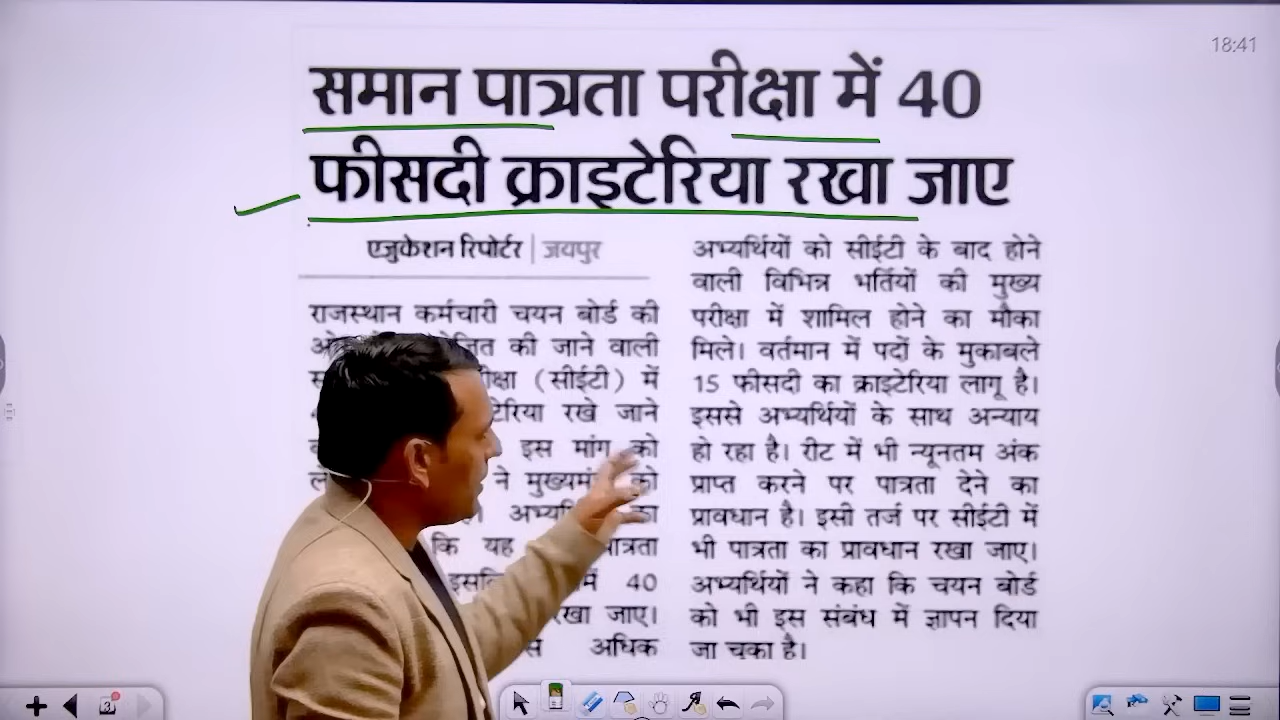 18:41
समान पात्रता परीक्षा में 40
फीसदी क्राइटेरिया रखा जाए
एजुकेशन रिपोर्टर | जयपुर
राजस्थान कर्मचारी चयन बोर्ड की
की जाने वाली
(सीईटी) में
रखे जाने
इस मांग को
ने
कि यह
में 40
रखा जाए।
अधिक
अभ्यर्थियों को सीईटी के बाद होने
वाली विभिन्न भर्तियों की मुख्य
परीक्षा में शामिल होने का मौका
मिले। वर्तमान में पदों के मुकाबले
15 फीसदी का क्राइटेरिया लागू है।
इससे अभ्यर्थियों के साथ अन्याय
हो रहा है। रीट में भी न्यूनतम अंक
प्राप्त करने पर पात्रता देने का
प्रावधान है। इसी तर्ज पर सीईटी में
भी पात्रता का प्रावधान रखा जाए।
अभ्यर्थियों ने कहा कि चयन बोर्ड
को भी इस संबंध में ज्ञापन दिया
जा चुका है।
3